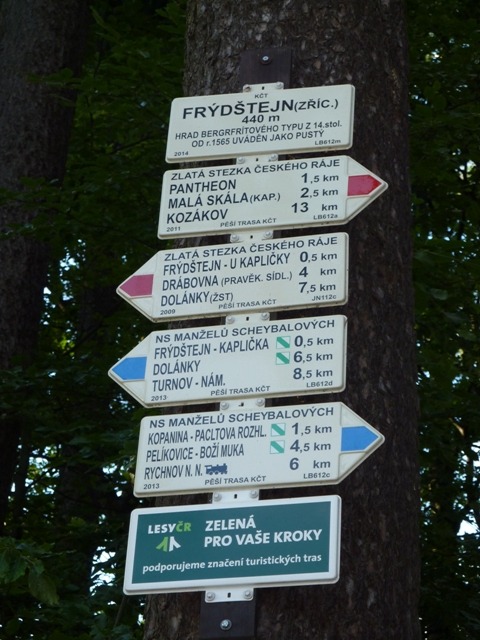 KČT
FRÝDŠTEJN (ZŘÍC.)
440 m
HRAD BERGFRÍTOVÉHO TYPU Z 14.stol.
OD r.1565 UVÁDĚN JAKO PUSTÝ
2014 LB612m
ZLATÁ STEZKA ČESKÉHO RÁJE
PANTHEON 1,5 km
MALÁ SKÁLA (KAP.) 2,5 km
KOZÁKOV 13 km
2011 PĚŠÍ TRASA KČT LB612a
ZLATÁ STEZKA ČESKÉHO RÁJE
FRÝDŠTEJN - U KAPLIČKY 0,5 km
DRÁBOVNA (PRAVĚK. SÍDL.) 4 km
DOLÁNKY (ŽST) 7,5 km
2009 PĚŠÍ TRASA KČT JN112c
NS MANŽELŮ SCHEYBALOVÝCH
FRÝDŠTEJN - KAPLIČKA 0,5 km
DOLÁNKY 6,5 km
TURNOV - NÁM. 8,5 km
2013 PĚŠÍ TRASA KČT LB612d
NS MANŽELŮ SCHEYBALOVÝCH
KOPANINA - PACLTOVA ROZHL. 1,5 km
PELÍKOVICE - BOŽÍ MUKA 4,5 km
RYCHNOV N. N. 6 km
2013 PĚŠÍ TRASA KČT LB612c
LESY ČR ZELENÁ
PRO VAŠE KROKY
podporujeme značení turistických tras